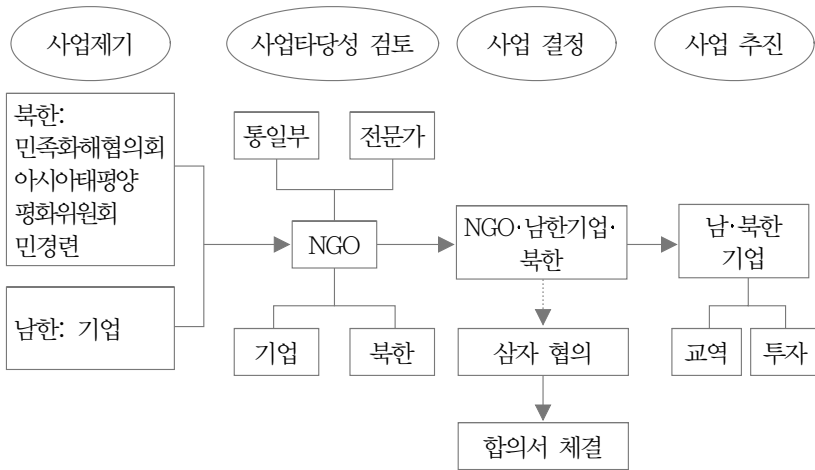 사업제기
사업타당성 검토
사업 결정
사업 추진
북한:
민족화해협의회
아시아태평양
평화위원회
민경련
남한: 기업
통일부
전문가
NGO
기업
북한
NGO·남한기업·
북한
삼자 협의
합의서 체결
남·북한
기업
교역
투자